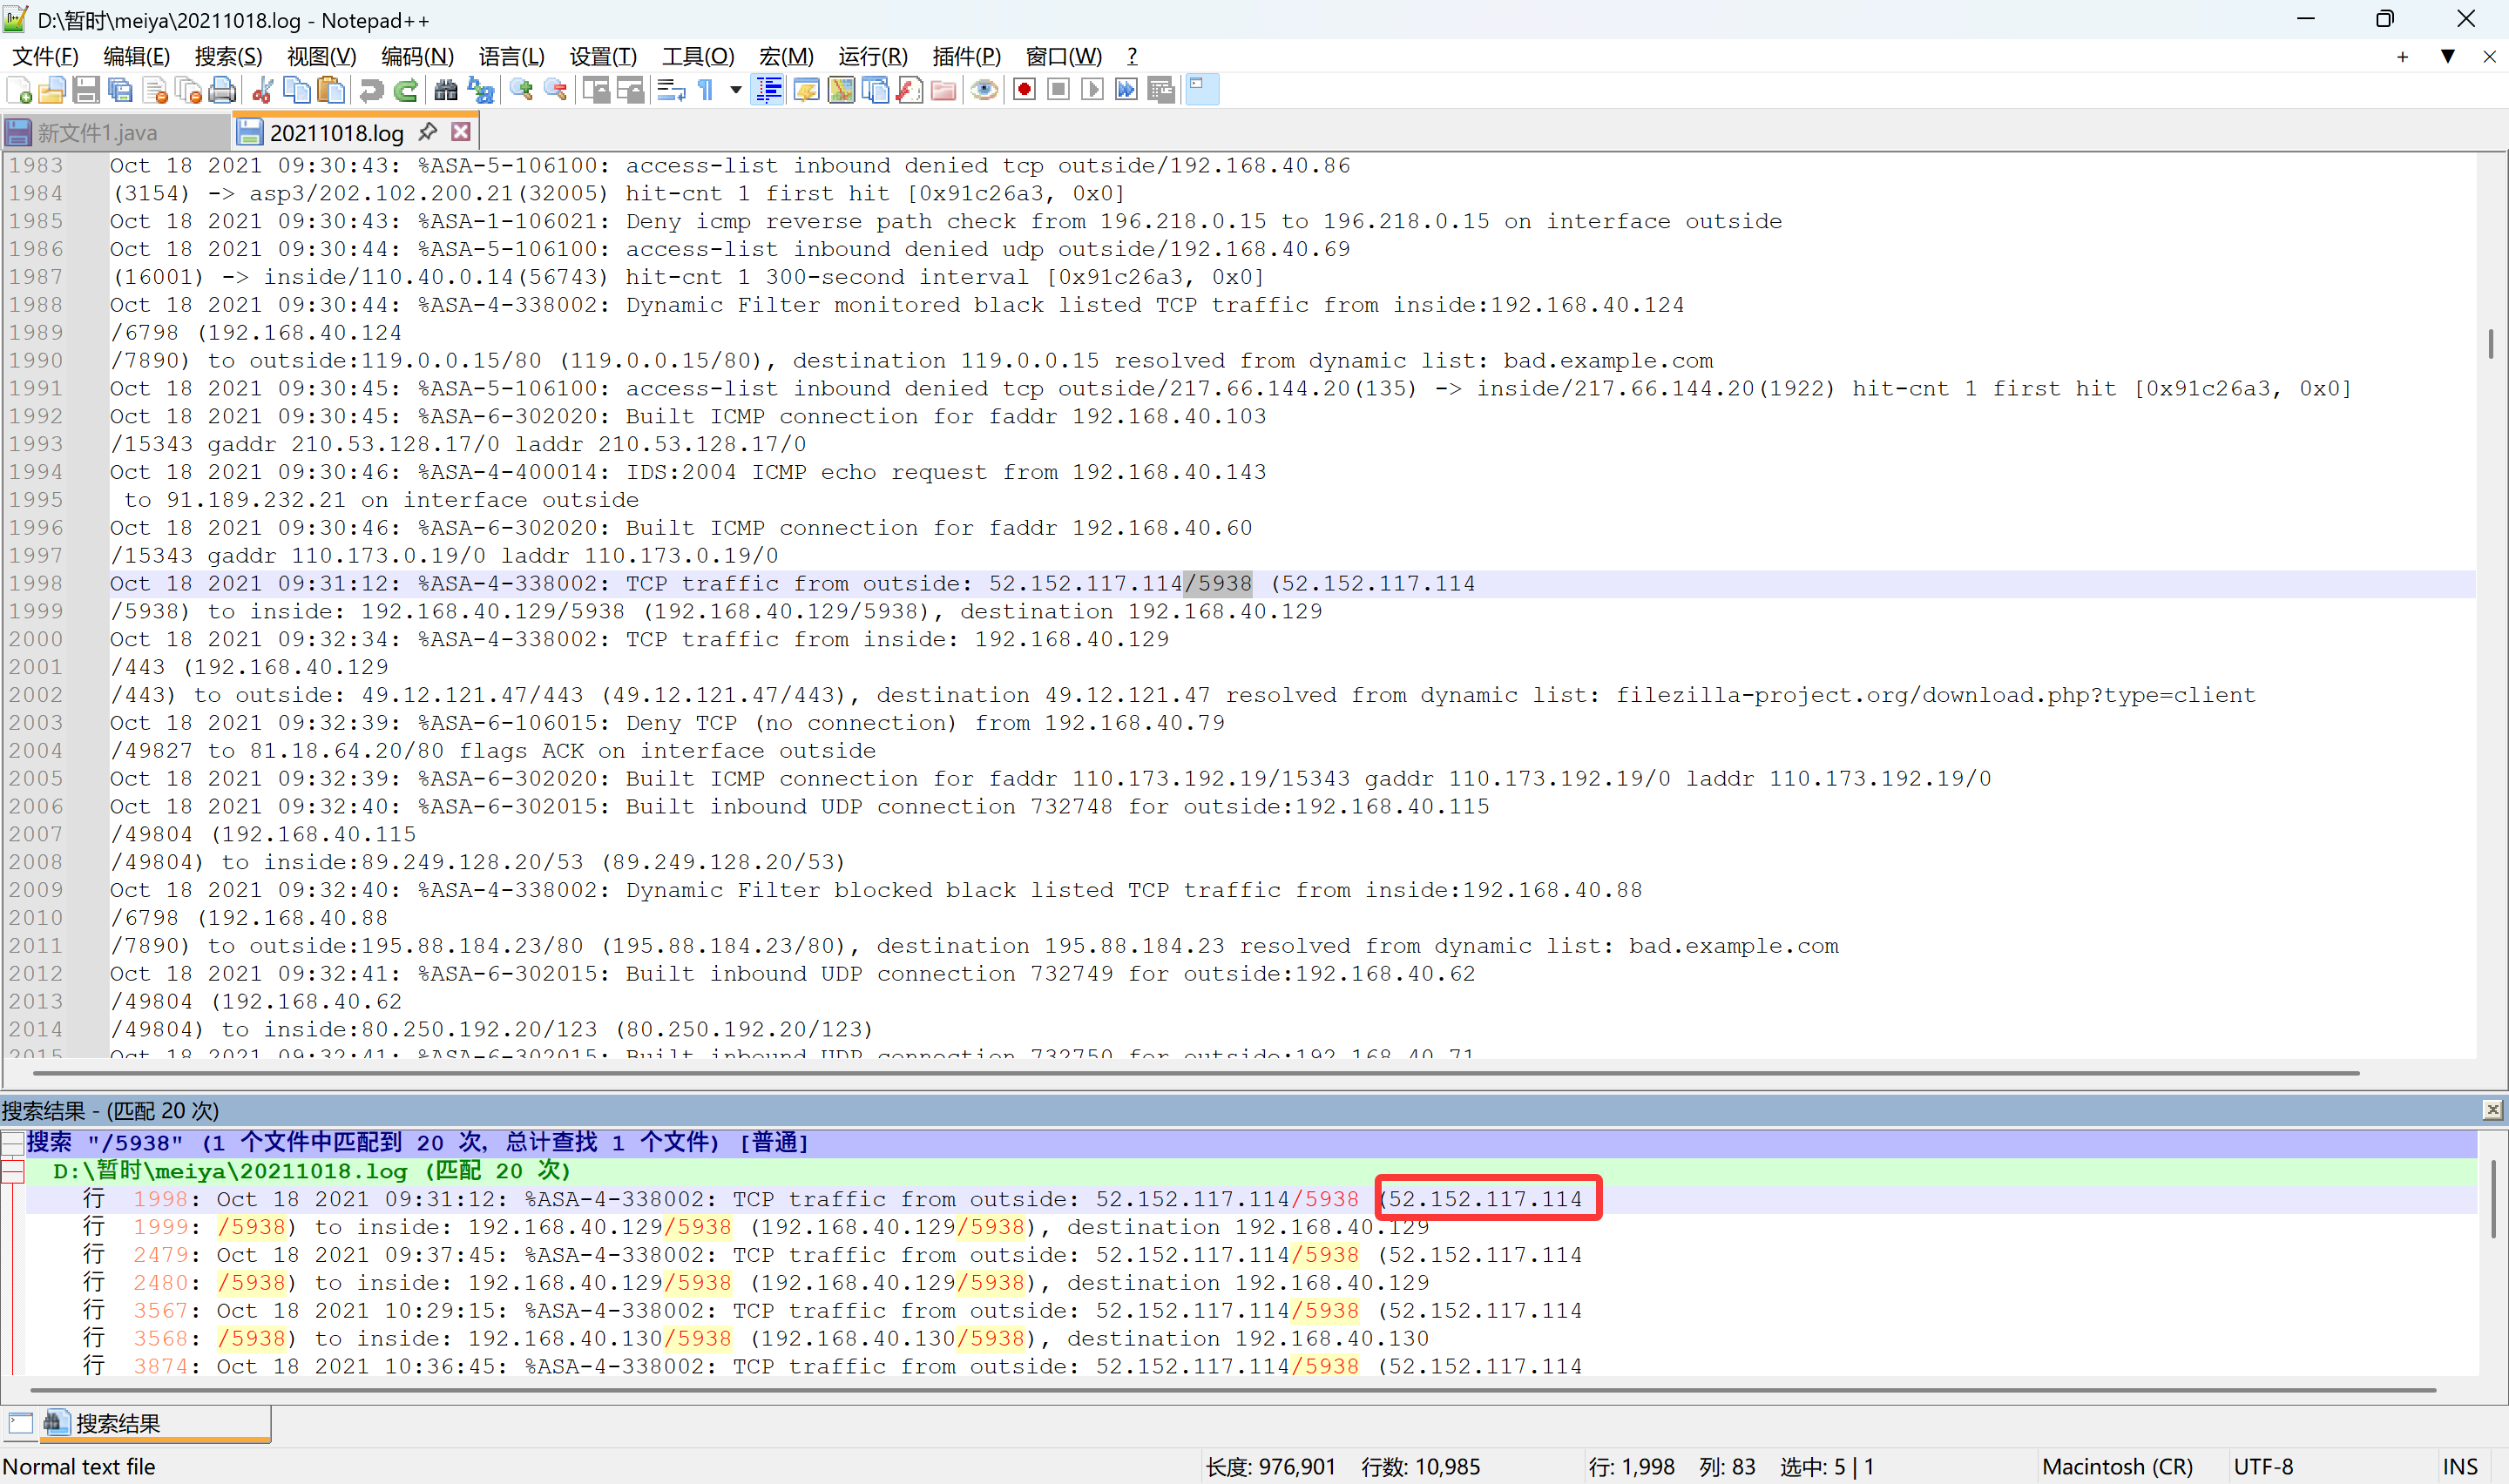 D:\暂时\meiya\20211018.log - Notepad++
文件(F) 编辑(E) 搜索(S) 视图(V) 编码(N) 语言(L) 设置(T) 工具(O) 宏(M) 运行(R) 插件(P) 窗口(W) ?
新文件1.java 20211018.log
1983 Oct 18 2021 09:30:43: %ASA-5-106100: access-list inbound denied tcp outside/192.168.40.86
1984 (3154) -> asp3/202.102.200.21(32005) hit-cnt 1 first hit [0x91c26a3, 0x0]
1985 Oct 18 2021 09:30:43: %ASA-1-106021: Deny icmp reverse path check from 196.218.0.15 to 196.218.0.15 on interface outside
1986 Oct 18 2021 09:30:44: %ASA-5-106100: access-list inbound denied udp outside/192.168.40.69
1987 (16001) -> inside/110.40.0.14(56743) hit-cnt 1 300-second interval [0x91c26a3, 0x0]
1988 Oct 18 2021 09:30:44: %ASA-4-338002: Dynamic Filter monitored black listed TCP traffic from inside:192.168.40.124
1989 /6798 (192.168.40.124
1990 /7890) to outside:119.0.0.15/80 (119.0.0.15/80), destination 119.0.0.15 resolved from dynamic list: bad.example.com
1991 Oct 18 2021 09:30:45: %ASA-5-106100: access-list inbound denied tcp outside/217.66.144.20(135) -> inside/217.66.144.20(1922) hit-cnt 1 first hit [0x91c26a3, 0x0]
1992 Oct 18 2021 09:30:45: %ASA-6-302020: Built ICMP connection for faddr 192.168.40.103
1993 /15343 gaddr 210.53.128.17/0 laddr 210.53.128.17/0
1994 Oct 18 2021 09:30:46: %ASA-4-400014: IDS:2004 ICMP echo request from 192.168.40.143
1995 to 91.189.232.21 on interface outside
1996 Oct 18 2021 09:30:46: %ASA-6-302020: Built ICMP connection for faddr 192.168.40.60
1997 /15343 gaddr 110.173.0.19/0 laddr 110.173.0.19/0
1998 Oct 18 2021 09:31:12: %ASA-4-338002: TCP traffic from outside: 52.152.117.114/5938 (52.152.117.114
1999 /5938) to inside: 192.168.40.129/5938 (192.168.40.129/5938), destination 192.168.40.129
2000 Oct 18 2021 09:32:34: %ASA-4-338002: TCP traffic from inside: 192.168.40.129
2001 /443 (192.168.40.129
2002 /443) to outside: 49.12.121.47/443 (49.12.121.47/443), destination 49.12.121.47 resolved from dynamic list: filezilla-project.org/download.php?type=client
2003 Oct 18 2021 09:32:39: %ASA-6-106015: Deny TCP (no connection) from 192.168.40.79
2004 /49827 to 81.18.64.20/80 flags ACK on interface outside
2005 Oct 18 2021 09:32:39: %ASA-6-302020: Built ICMP connection for faddr 110.173.192.19/15343 gaddr 110.173.192.19/0 laddr 110.173.192.19/0
2006 Oct 18 2021 09:32:40: %ASA-6-302015: Built inbound UDP connection 732748 for outside:192.168.40.115
2007 /49804 (192.168.40.115
2008 /49804) to inside:89.249.128.20/53 (89.249.128.20/53)
2009 Oct 18 2021 09:32:40: %ASA-4-338002: Dynamic Filter blocked black listed TCP traffic from inside:192.168.40.88
2010 /6798 (192.168.40.88
2011 /7890) to outside:195.88.184.23/80 (195.88.184.23/80), destination 195.88.184.23 resolved from dynamic list: bad.example.com
2012 Oct 18 2021 09:32:41: %ASA-6-302015: Built inbound UDP connection 732749 for outside:192.168.40.62
2013 /49804 (192.168.40.62
2014 /49804) to inside:80.250.192.20/123 (80.250.192.20/123)
2015 Oct 18 2021 09:32:41: %ASA-6-302015: Built inbound UDP connection 732750 for outside:192.168.40.71
搜索结果 - (匹配 20 次)
搜索 "/5938" (1 个文件中匹配到 20 次, 总计查找 1 个文件) [普通]
D:\暂时\meiya\20211018.log (匹配 20 次)
行 1998: Oct 18 2021 09:31:12: %ASA-4-338002: TCP traffic from outside: 52.152.117.114/5938 (52.152.117.114
行 1999: /5938) to inside: 192.168.40.129/5938 (192.168.40.129/5938), destination 192.168.40.129
行 2479: Oct 18 2021 09:37:45: %ASA-4-338002: TCP traffic from outside: 52.152.117.114/5938 (52.152.117.114
行 2480: /5938) to inside: 192.168.40.129/5938 (192.168.40.129/5938), destination 192.168.40.129
行 3567: Oct 18 2021 10:29:15: %ASA-4-338002: TCP traffic from outside: 52.152.117.114/5938 (52.152.117.114
行 3568: /5938) to inside: 192.168.40.130/5938 (192.168.40.130/5938), destination 192.168.40.130
行 3874: Oct 18 2021 10:36:45: %ASA-4-338002: TCP traffic from outside: 52.152.117.114/5938 (52.152.117.114
搜索结果
Normal text file 长度: 976,901 行数: 10,985 行: 1,998 列: 83 选中: 5 | 1 Macintosh (CR) UTF-8 INS